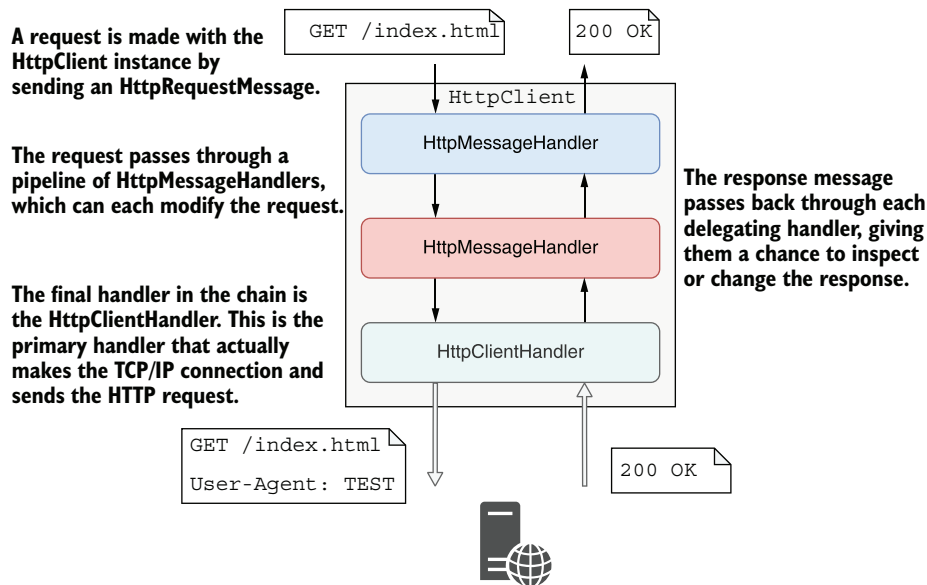 A request is made with the
HttpClient instance by
sending an HttpRequestMessage.
GET /index.html
200 OK
HttpClient
HttpMessageHandler
The request passes through a
pipeline of HttpMessageHandlers,
which can each modify the request.
HttpMessageHandler
The response message
passes back through each
delegating handler, giving
them a chance to inspect
or change the response.
The final handler in the chain is
the HttpClientHandler. This is the
primary handler that actually
makes the TCP/IP connection and
sends the HTTP request.
HttpClientHandler
GET /index.html
User-Agent: TEST
200 OK